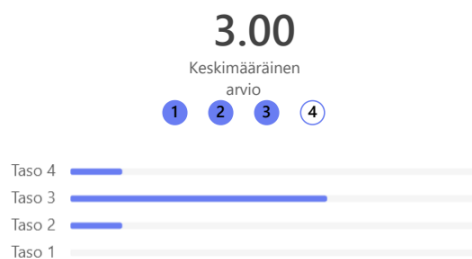 3.00
Keskimääräinen
arvio
1 2 3 4
Taso 4
Taso 3
Taso 2
Taso 1